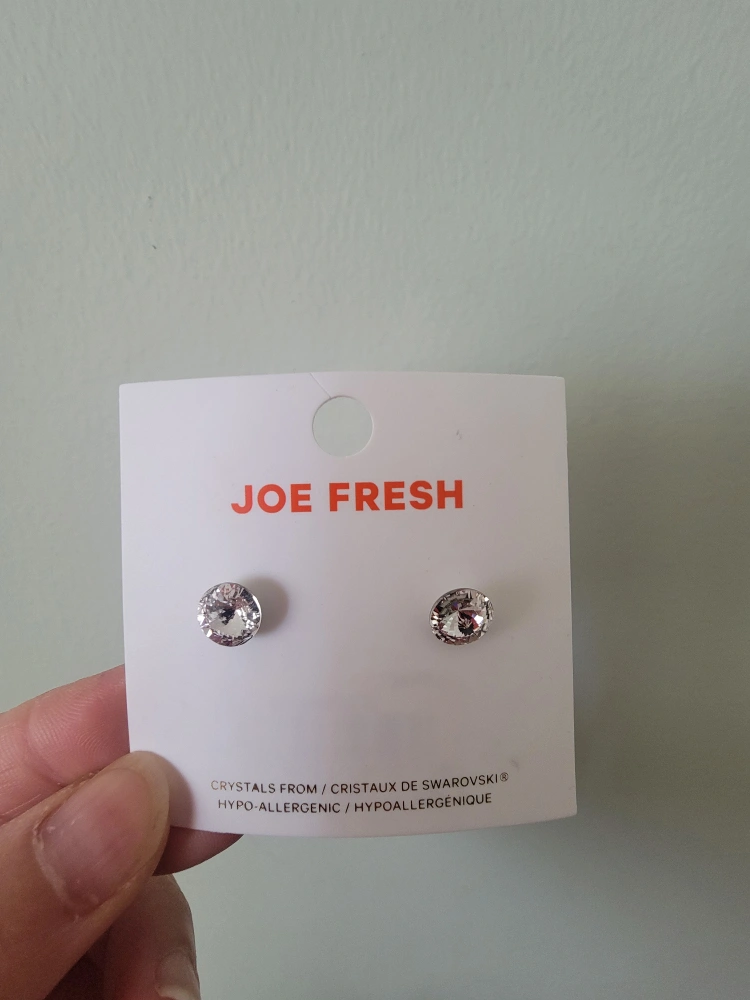 JOE FRESH
CRYSTALS FROM / CRISTAUX DE SWAROVSKI®
HYPO-ALLERGENIC / HYPOALLERGÉNIQUE